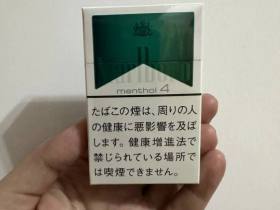 Marlboro
menthol 4
たばこの煙は、周りの人
の健康に悪影響を及ぼ
します。健康増進法で
禁じられている場所で
は喫煙できません。